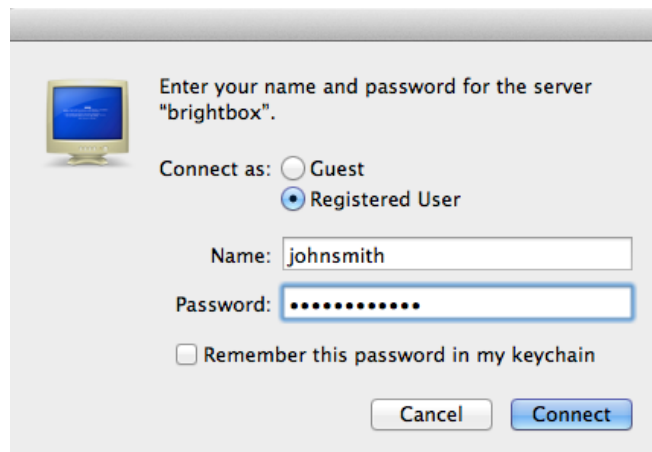 Enter your name and password for the server
“brightbox”.
Connect as: Guest
Registered User
Name: johnsmith
Password: ••••••••••••
Remember this password in my keychain
Cancel Connect